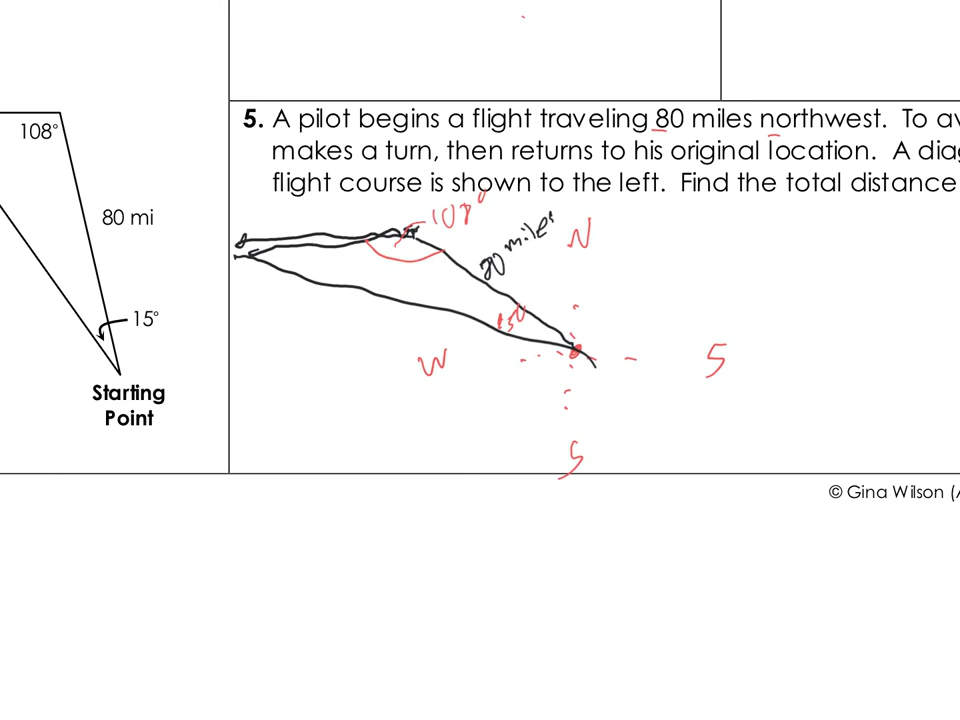 5. A pilot begins a flight traveling 80 miles northwest. To av
makes a turn, then returns to his original location. A diag
flight course is shown to the left. Find the total distance
108°
80 mi
15°
Starting
Point
108°
80 miles
N
15°
W
S
S
© Gina Wilson (A